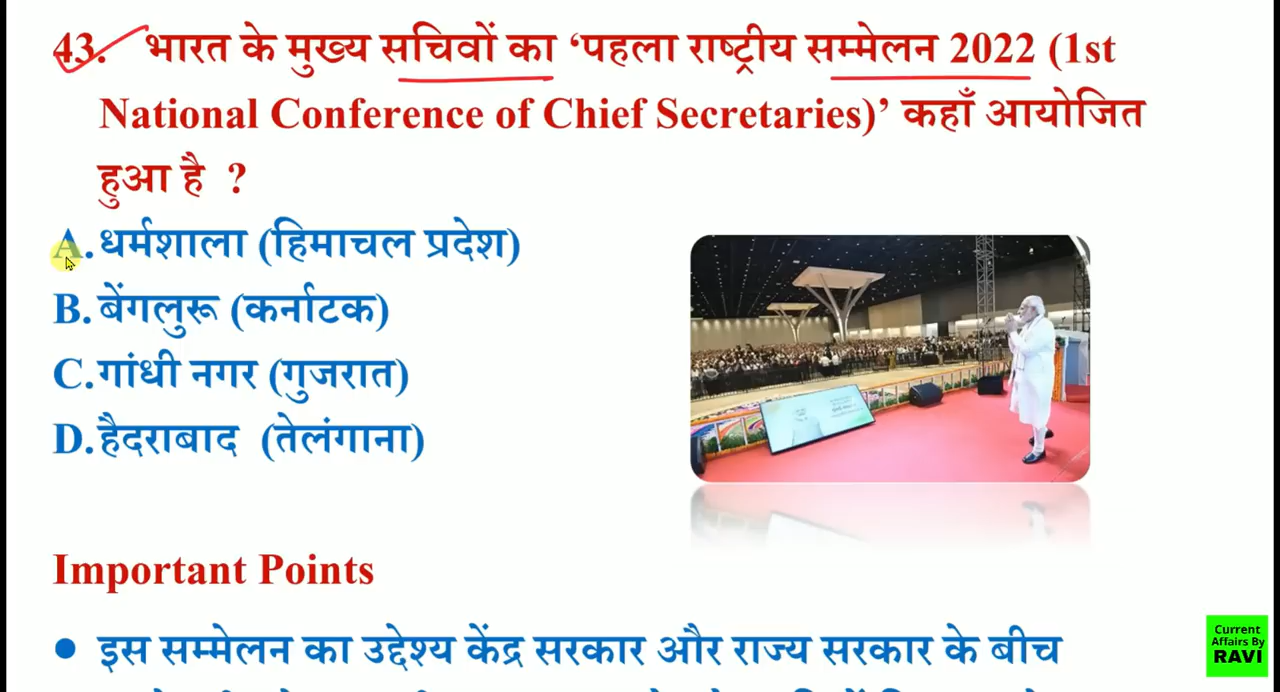 43. भारत के मुख्य सचिवों का ‘पहला राष्ट्रीय सम्मेलन 2022 (1st
National Conference of Chief Secretaries)’ कहाँ आयोजित
हुआ है ?
A. धर्मशाला (हिमाचल प्रदेश)
B. बेंगलुरू (कर्नाटक)
C. गांधी नगर (गुजरात)
D. हैदराबाद (तेलंगाना)
Important Points
● इस सम्मेलन का उद्देश्य केंद्र सरकार और राज्य सरकार के बीच
Current
Affairs By
RAVI